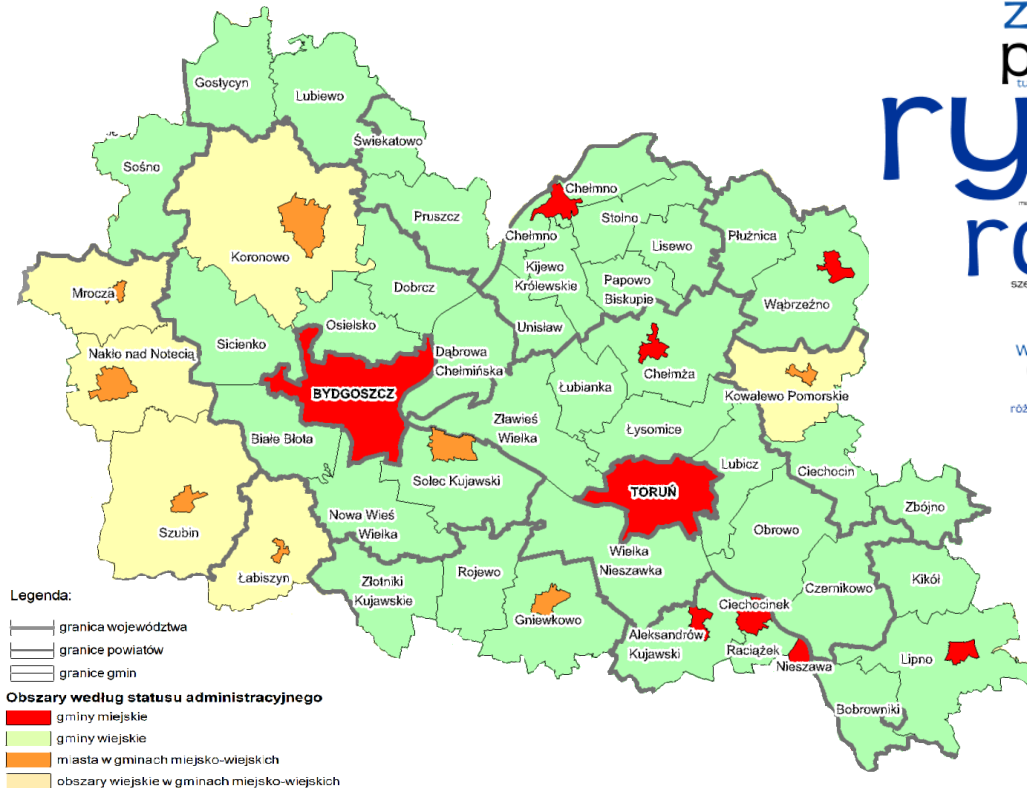 Gostycyn
Lubiewo
Świekatowo
Sośno
Koronowo
Pruszcz
Chełmno
Chełmno
Stolno
Lisewo
Płużnica
Mrocza
Dobrcz
Kijewo
Królewskie
Papowo
Biskupie
Wąbrzeźno
Nakło nad Notecią
Sicienko
Osielsko
Unisław
Dąbrowa
Chełmińska
Chełmża
BYDGOSZCZ
Łubianka
Kowalewo Pomorskie
Białe Błota
Zławieś
Wielka
Łysomice
Solec Kujawski
TORUŃ
Lubicz
Ciechocin
Zbójno
Szubin
Nowa Wieś
Wielka
Obrowo
Łabiszyn
Złotniki
Kujawskie
Rojewo
Wielka
Nieszawka
Czernikowo
Kikół
Gniewkowo
Aleksandrów
Kujawski
Ciechocinek
Raciążek
Nieszawa
Lipno
Bobrowniki
Legenda:
granica województwa
granice powiatów
granice gmin
Obszary według statusu administracyjnego
gminy miejskie
gminy wiejskie
miasta w gminach miejsko-wiejskich
obszary wiejskie w gminach miejsko-wiejskich